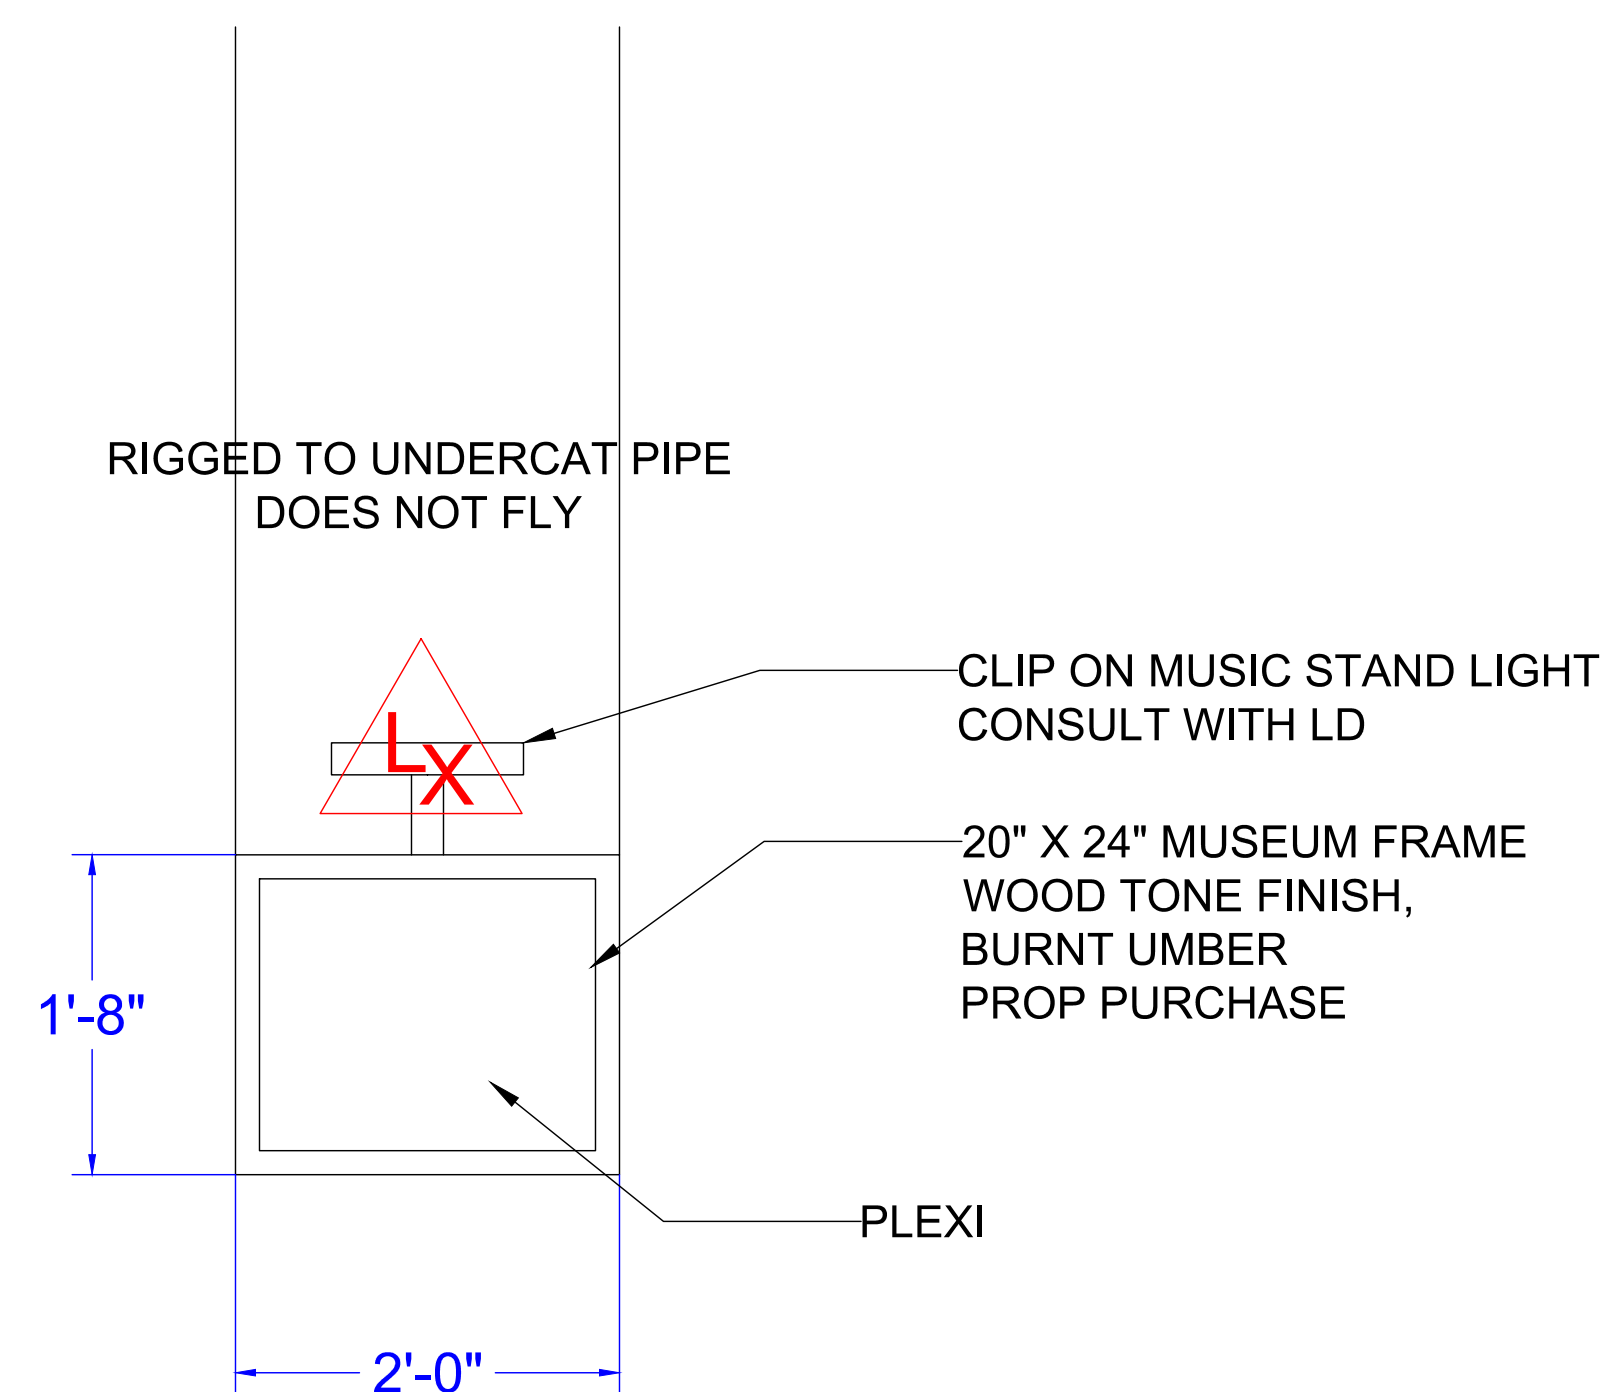 RIGGED TO UNDERCAT PIPE
DOES NOT FLY
LX
CLIP ON MUSIC STAND LIGHT
CONSULT WITH LD
20" X 24" MUSEUM FRAME
WOOD TONE FINISH,
BURNT UMBER
PROP PURCHASE
1'-8"
PLEXI
2'-0"